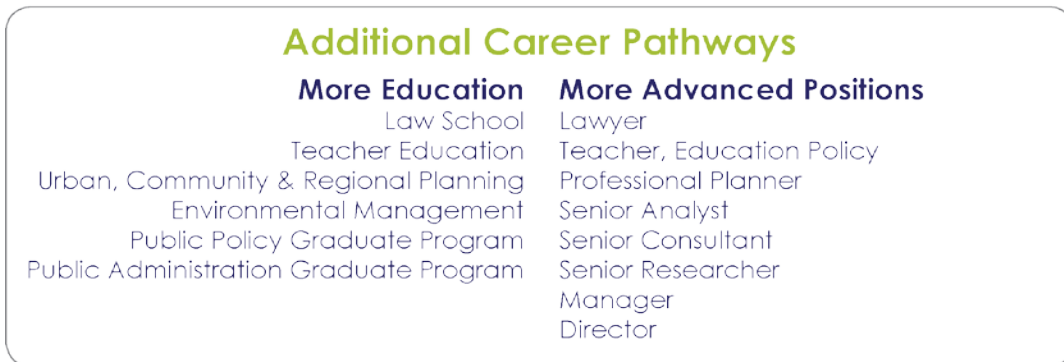 Additional Career Pathways
More Education More Advanced Positions
Law School Lawyer
Teacher Education Teacher, Education Policy
Urban, Community & Regional Planning Professional Planner
Environmental Management Senior Analyst
Public Policy Graduate Program Senior Consultant
Public Administration Graduate Program Senior Researcher
Manager
Director